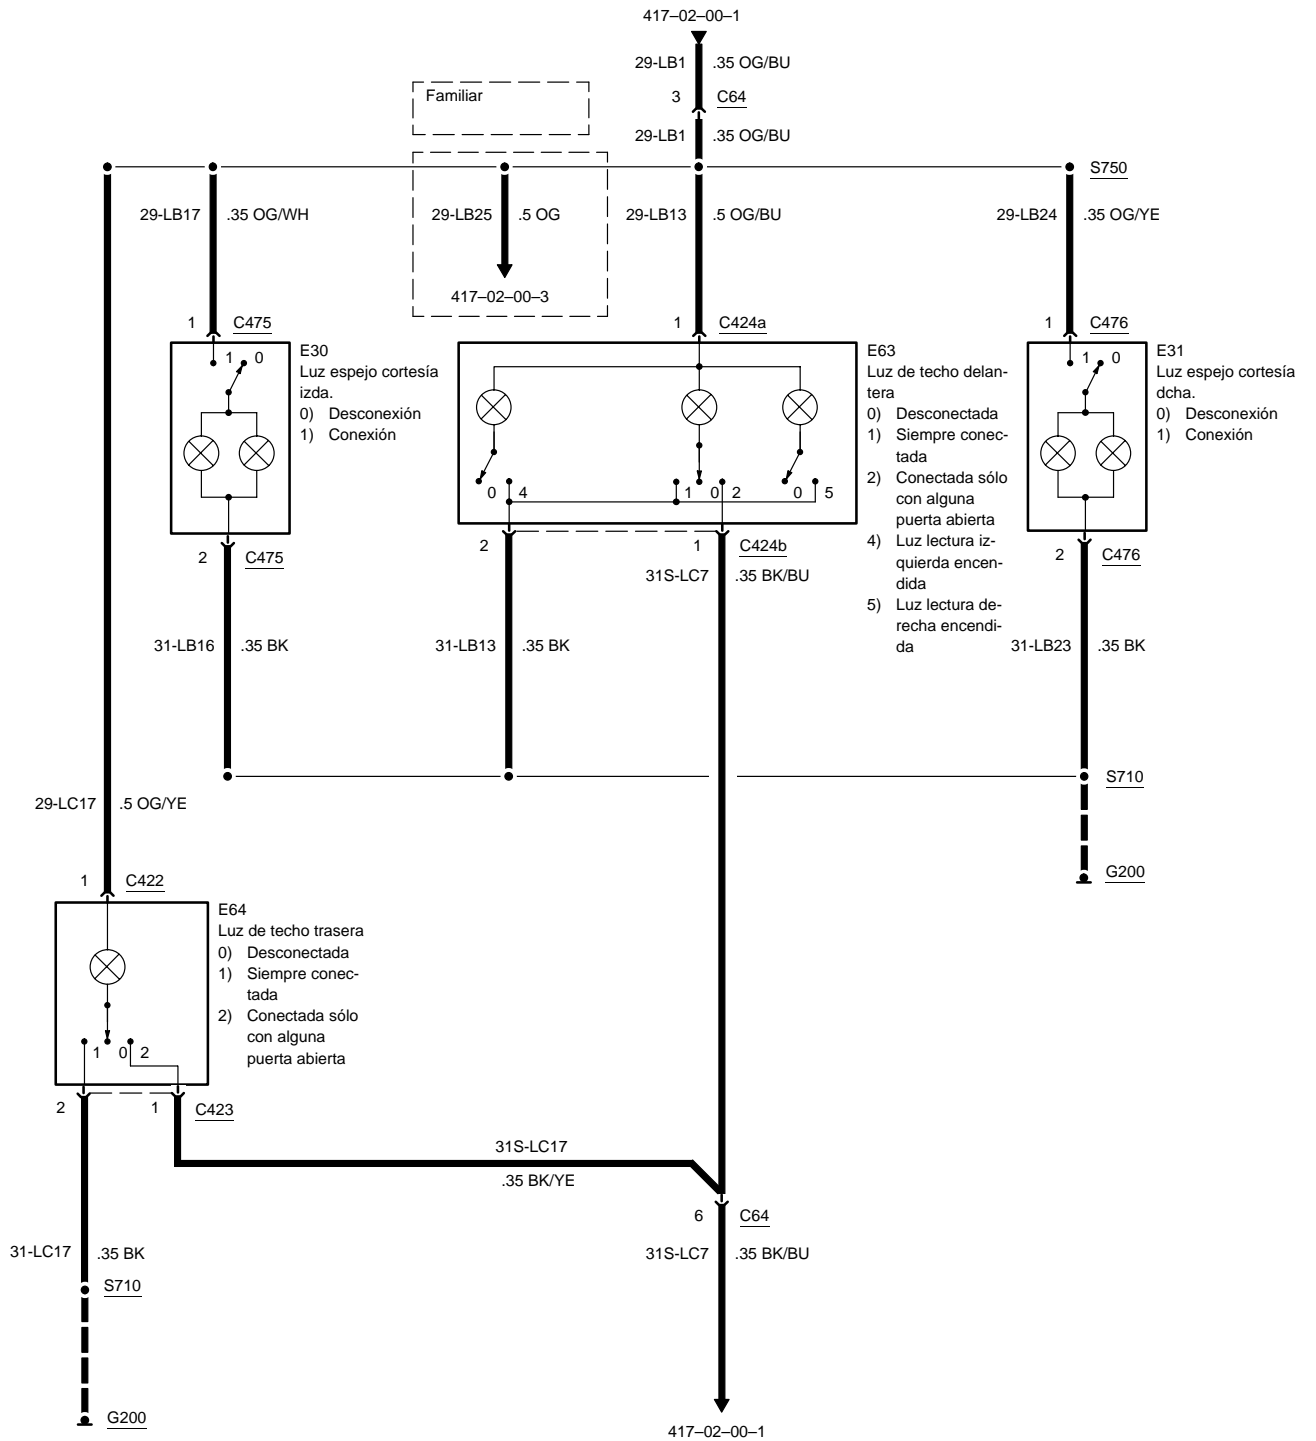 417–02–00–1
29-LB1 .35 OG/BU
Familiar
3 C64
29-LB1 .35 OG/BU
S750
29-LB17 .35 OG/WH
29-LB25 .5 OG
29-LB13 .5 OG/BU
29-LB24 .35 OG/YE
417–02–00–3
1 C475
1 C424a
1 C476
1 0
E30
Luz espejo cortesía
izda.
0) Desconexión
1) Conexión
0 4
1 0 2
0 5
E63
Luz de techo delan-
tera
0) Desconectada
1) Siempre conec-
tada
2) Conectada sólo
con alguna
puerta abierta
4) Luz lectura iz-
quierda encen-
dida
5) Luz lectura de-
recha encendi-
da
1 0
E31
Luz espejo cortesía
dcha.
0) Desconexión
1) Conexión
2 C475
2
1 C424b
2 C476
31S-LC7 .35 BK/BU
31-LB16 .35 BK
31-LB13 .35 BK
31-LB23 .35 BK
S710
29-LC17 .5 OG/YE
G200
1 C422
E64
Luz de techo trasera
0) Desconectada
1) Siempre conec-
tada
2) Conectada sólo
con alguna
puerta abierta
1 0 2
2 1 C423
31S-LC17
.35 BK/YE
6 C64
31-LC17 .35 BK
31S-LC7 .35 BK/BU
S710
G200
417–02–00–1